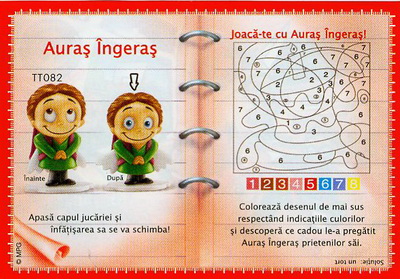 Auraş Îngeraş
TT082
Înainte
După
Apasă capul jucăriei şi
înfăţişarea sa se va schimba!
© MPG
Joacă-te cu Auraş Îngeraş!
1 2 3 4 5 6 7 8
Colorează desenul de mai sus
respectând indicaţiile culorilor
şi descoperă ce cadou le-a pregătit
Auraş Îngeraş prietenilor săi.
Soluţie: un tort